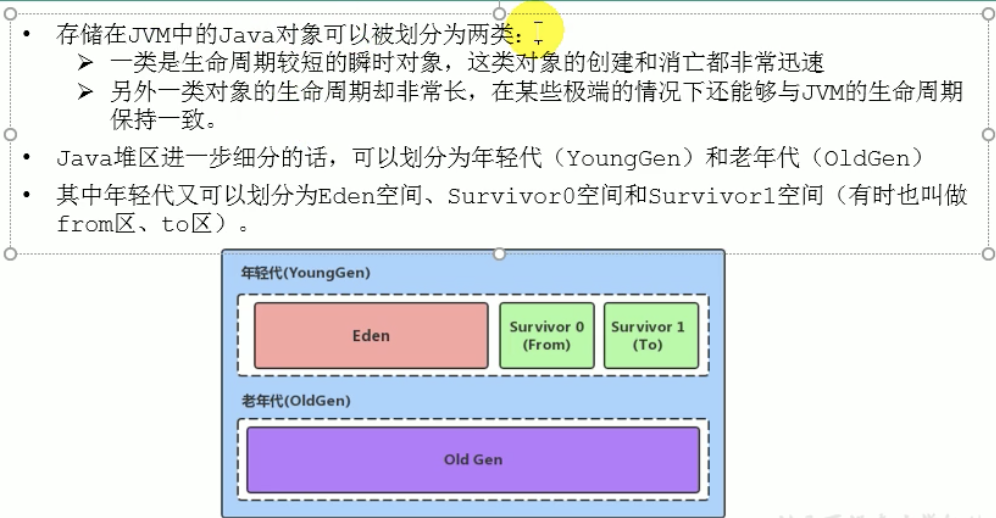 • 存储在JVM中的Java对象可以被划分为两类：
➢ 一类是生命周期较短的瞬时对象，这类对象的创建和消亡都非常迅速
➢ 另外一类对象的生命周期却非常长，在某些极端的情况下还能够与JVM的生命周期
保持一致。
• Java堆区进一步细分的话，可以划分为年轻代（YoungGen）和老年代（OldGen）
• 其中年轻代又可以划分为Eden空间、Survivor0空间和Survivor1空间（有时也叫做
from区、to区）。
年轻代(YoungGen)
Eden
Survivor 0
(From)
Survivor 1
(To)
老年代(OldGen)
Old Gen